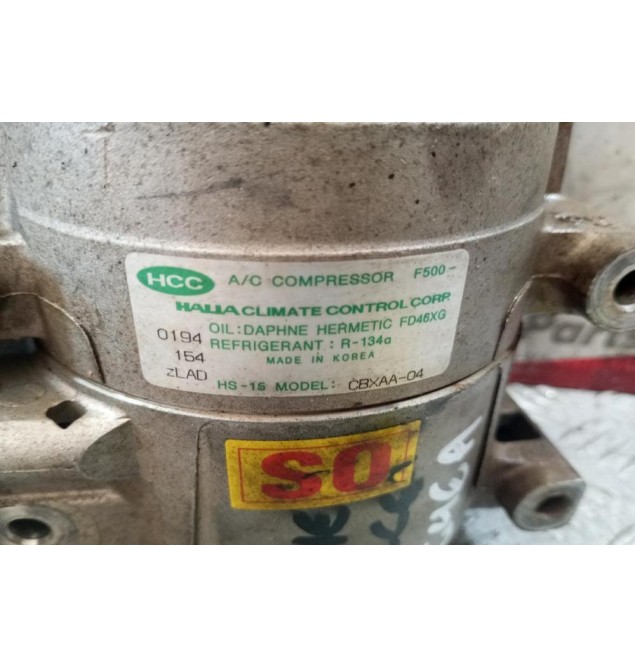 HCC A/C COMPRESSOR F500-
HALLA CLIMATE CONTROL CORP.
OIL: DAPHNE HERMETIC FD46XG
0194
REFRIGERANT: R-134a
154
MADE IN KOREA
zLAD
HS-15 MODEL: CBXAA-04
SO